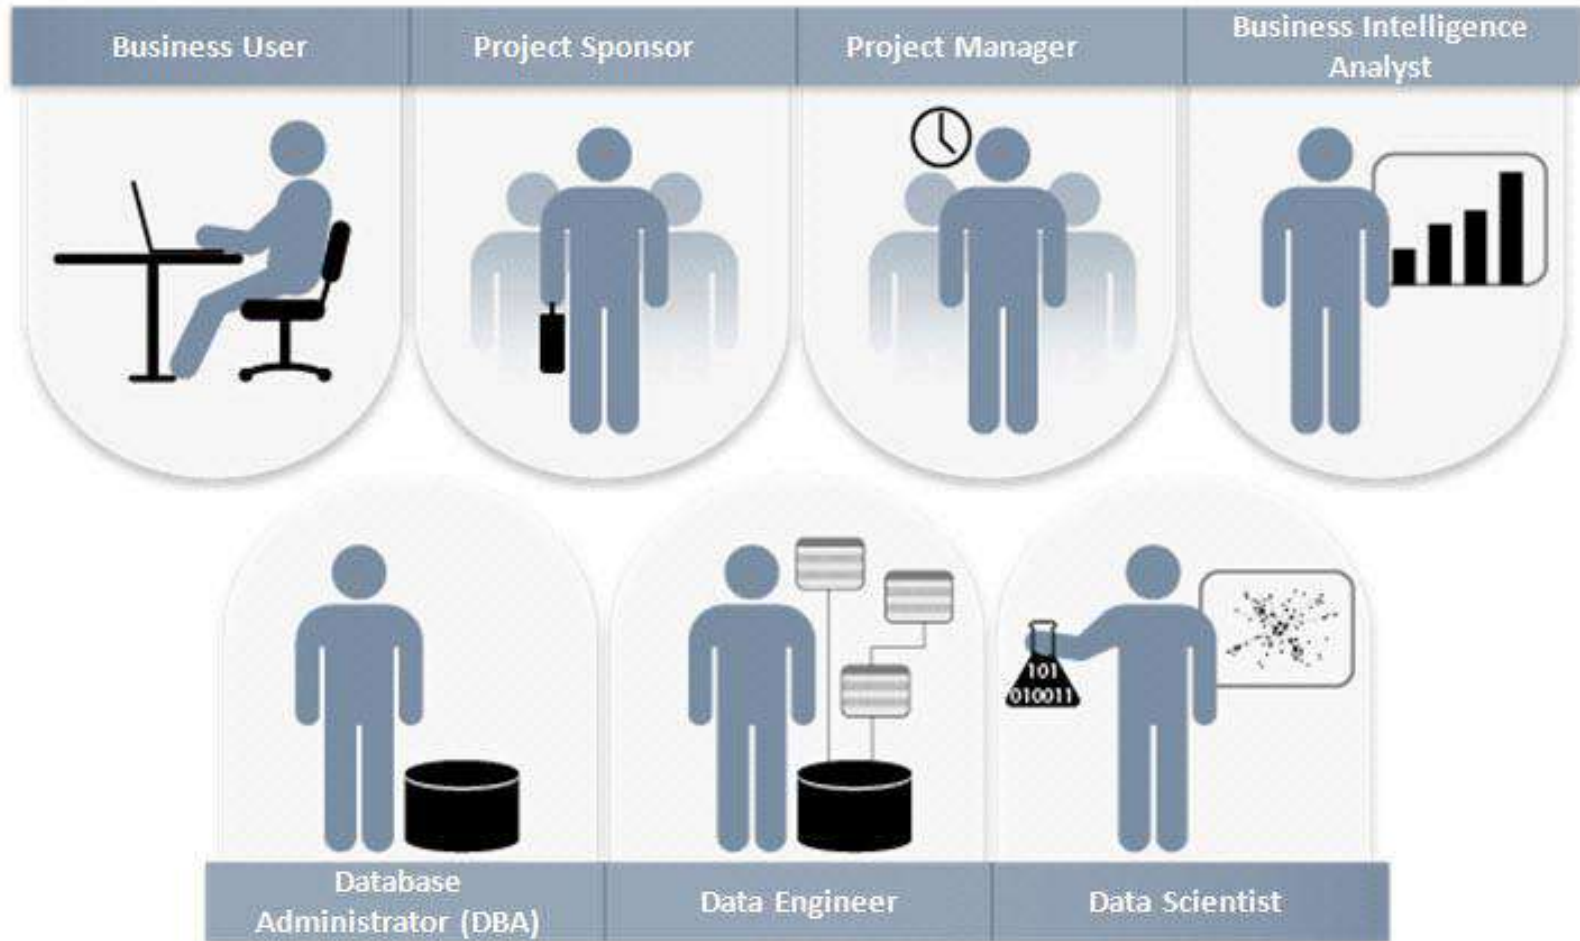 Business User
Project Sponsor
Project Manager
Business Intelligence
Analyst
101
010011
Database
Administrator (DBA)
Data Engineer
Data Scientist